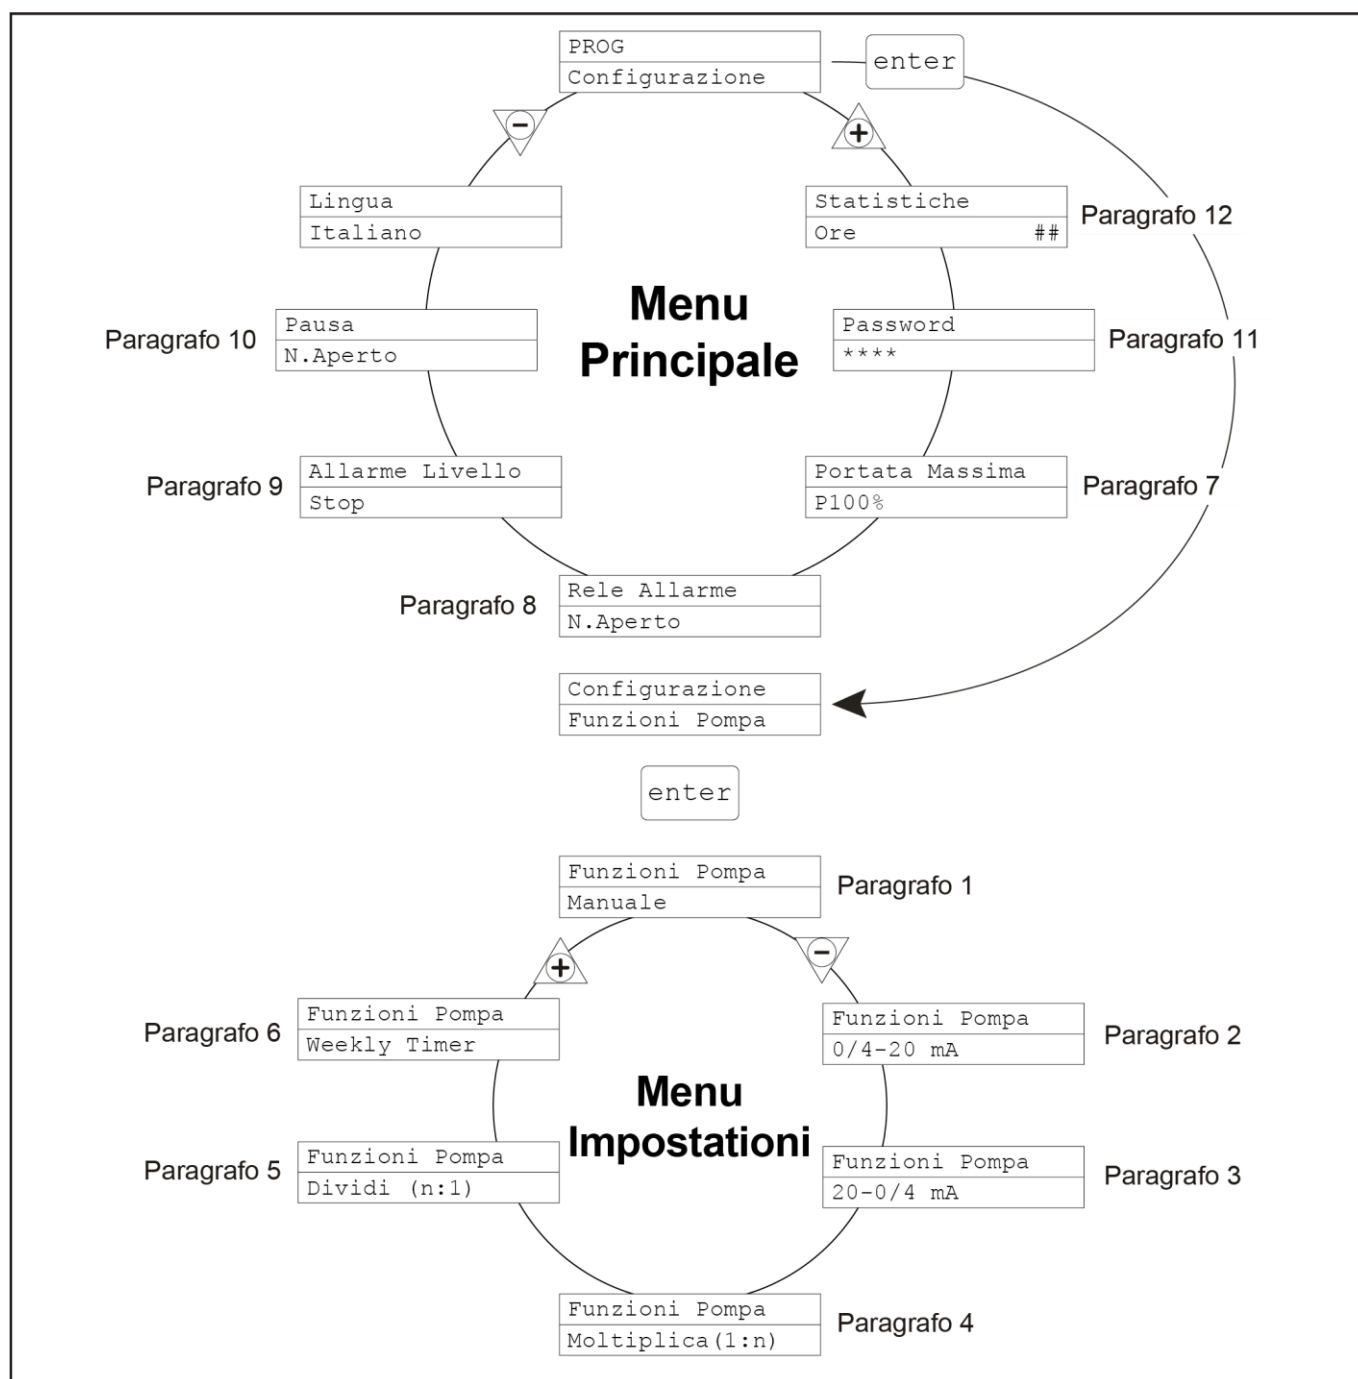 PROG
Configurazione
enter
−
+
Lingua
Italiano
Statistiche
Ore ##
Paragrafo 12
Menu
Principale
Paragrafo 10
Pausa
N.Aperto
Password
****
Paragrafo 11
Paragrafo 9
Allarme Livello
Stop
Portata Massima
P100%
Paragrafo 7
Paragrafo 8
Rele Allarme
N.Aperto
Configurazione
Funzioni Pompa
enter
Funzioni Pompa
Manuale
Paragrafo 1
+
−
Paragrafo 6
Funzioni Pompa
Weekly Timer
Funzioni Pompa
0/4-20 mA
Paragrafo 2
Menu
Impostationi
Paragrafo 5
Funzioni Pompa
Dividi (n:1)
Funzioni Pompa
20-0/4 mA
Paragrafo 3
Funzioni Pompa
Moltiplica(1:n)
Paragrafo 4